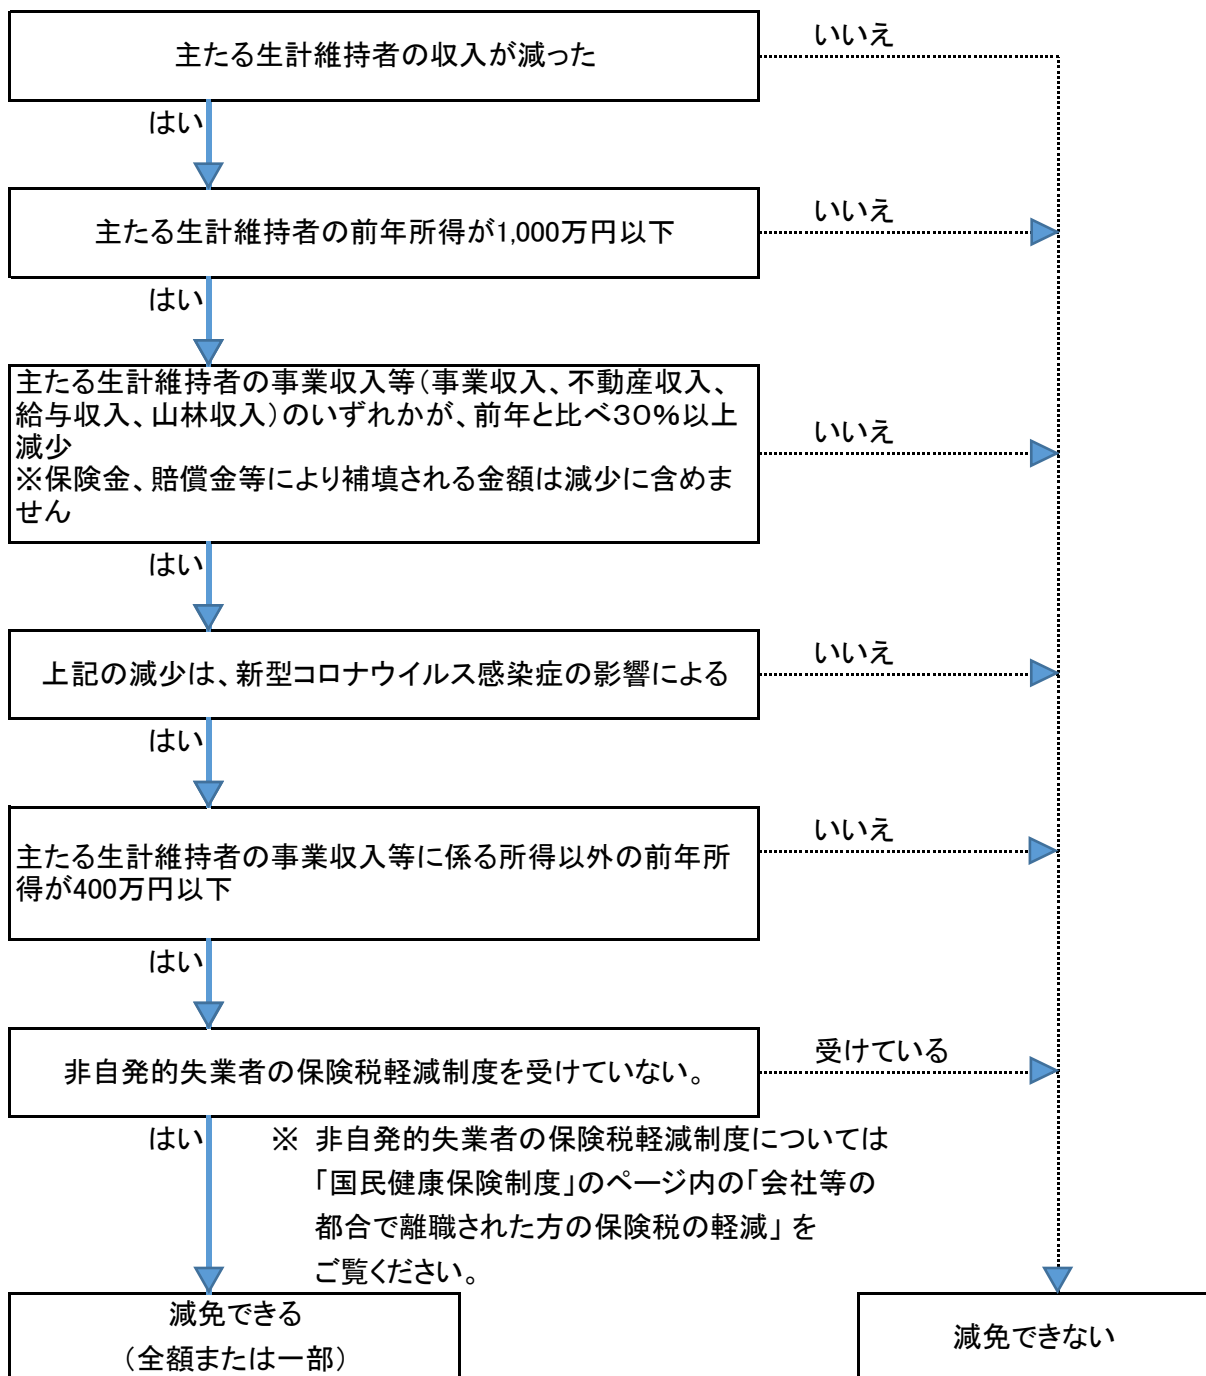 主たる生計維持者の収入が減った
いいえ
はい
主たる生計維持者の前年所得が1,000万円以下
いいえ
はい
主たる生計維持者の事業収入等（事業収入、不動産収入、
給与収入、山林収入）のいずれかが、前年と比べ３０％以上
減少
※保険金、賠償金等により補填される金額は減少に含めま
せん
いいえ
はい
上記の減少は、新型コロナウイルス感染症の影響による
いいえ
はい
主たる生計維持者の事業収入等に係る所得以外の前年所
得が400万円以下
いいえ
はい
非自発的失業者の保険税軽減制度を受けていない。
受けている
はい
※ 非自発的失業者の保険税軽減制度については
「国民健康保険制度」のページ内の「会社等の
都合で離職された方の保険税の軽減」 を
ご覧ください。
減免できる
（全額または一部）
減免できない